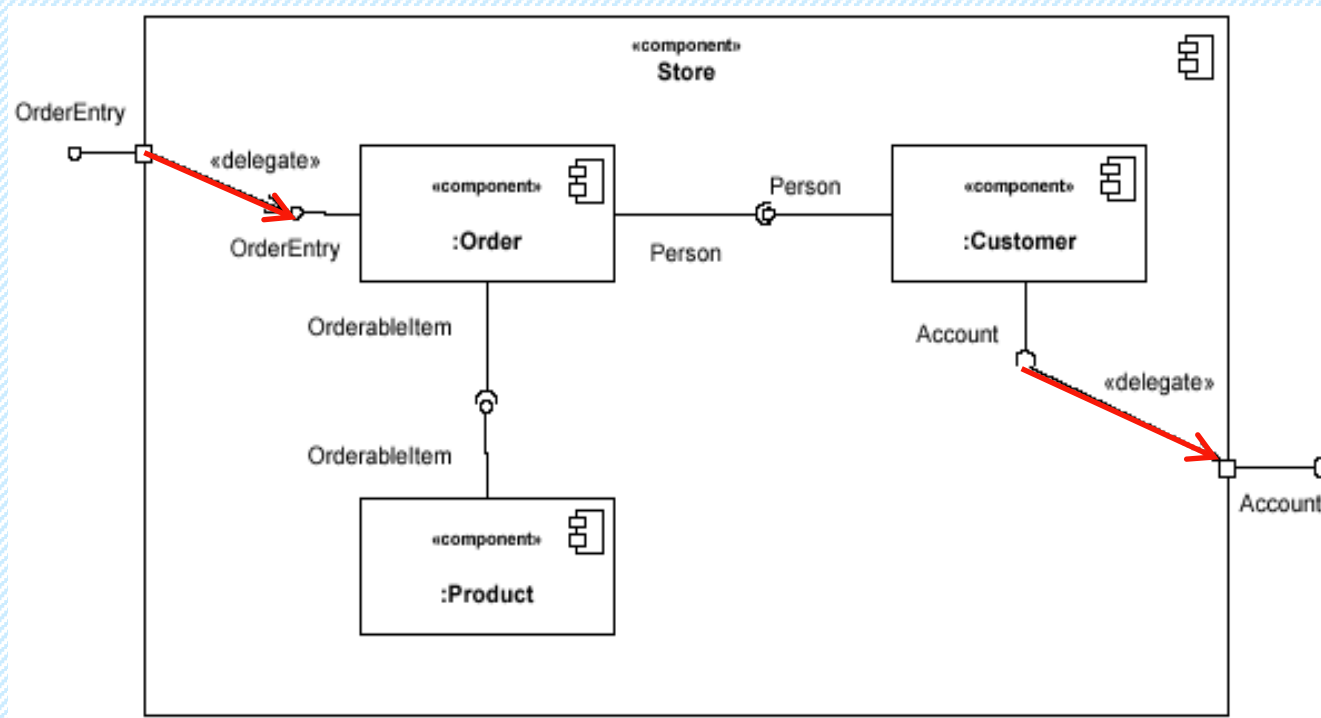 «component»
Store
OrderEntry
«delegate»
«component»
:Order
OrderEntry
Person
Person
«component»
:Customer
OrderableItem
Account
«delegate»
OrderableItem
Account
«component»
:Product